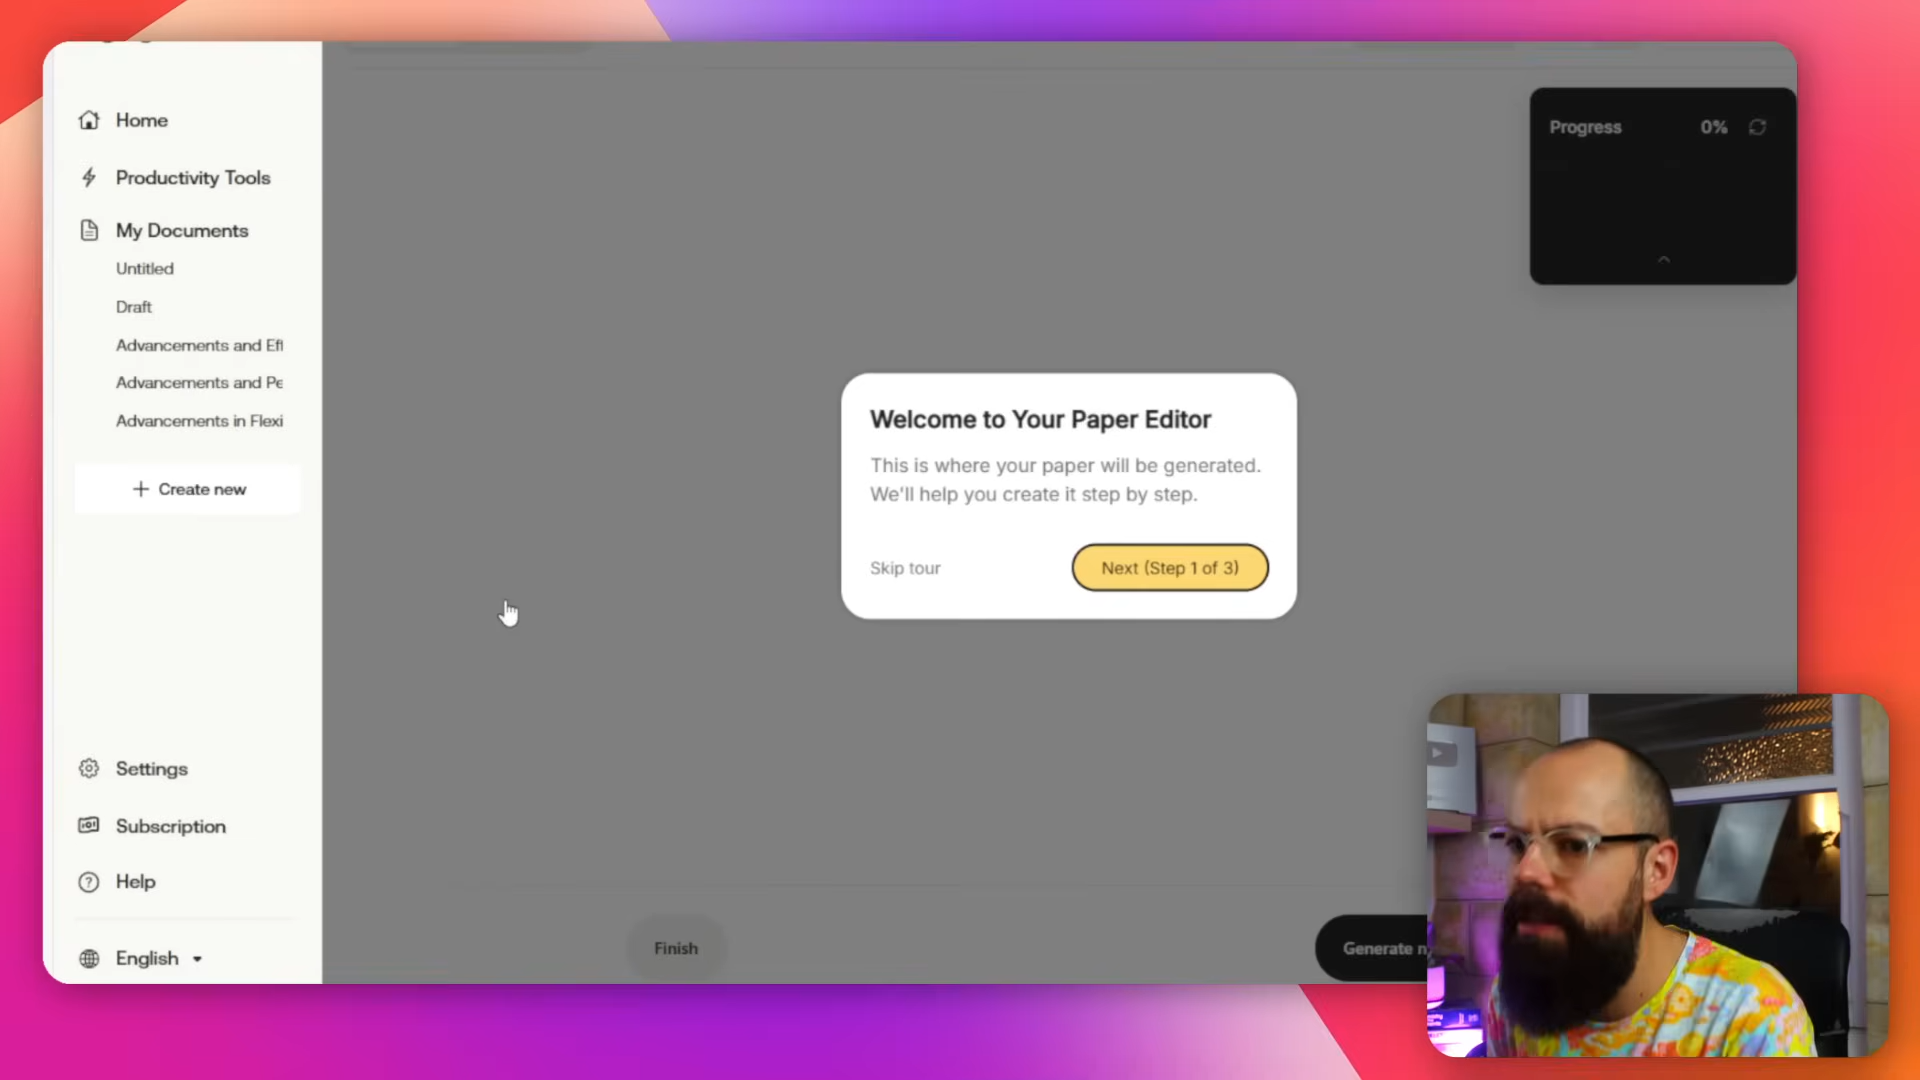 Home
Productivity Tools
My Documents
Untitled
Draft
Advancements and Eff
Advancements and Pe
Advancements in Flexi
+ Create new
Settings
Subscription
Help
English
Progress 0%
Welcome to Your Paper Editor
This is where your paper will be generated.
We'll help you create it step by step.
Skip tour
Next (Step 1 of 3)
Finish
Generate n